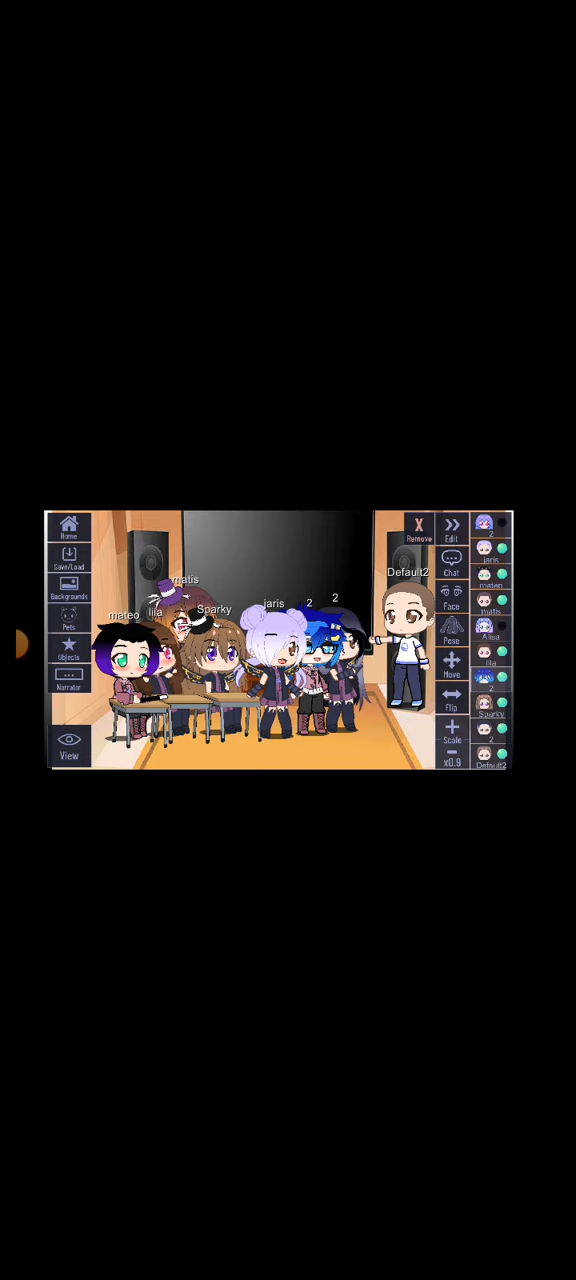 Home
Save/Load
Backgrounds
Pets
Objects
Narrator
View
mateo
lila
matis
Sparky
jaris
2
2
Default2
X
Remove
Edit
Chat
Face
Pose
Move
Flip
Scale
x0.9
2
jaris
mateo
matis
Alisa
lila
2
Sparky
2
Default2